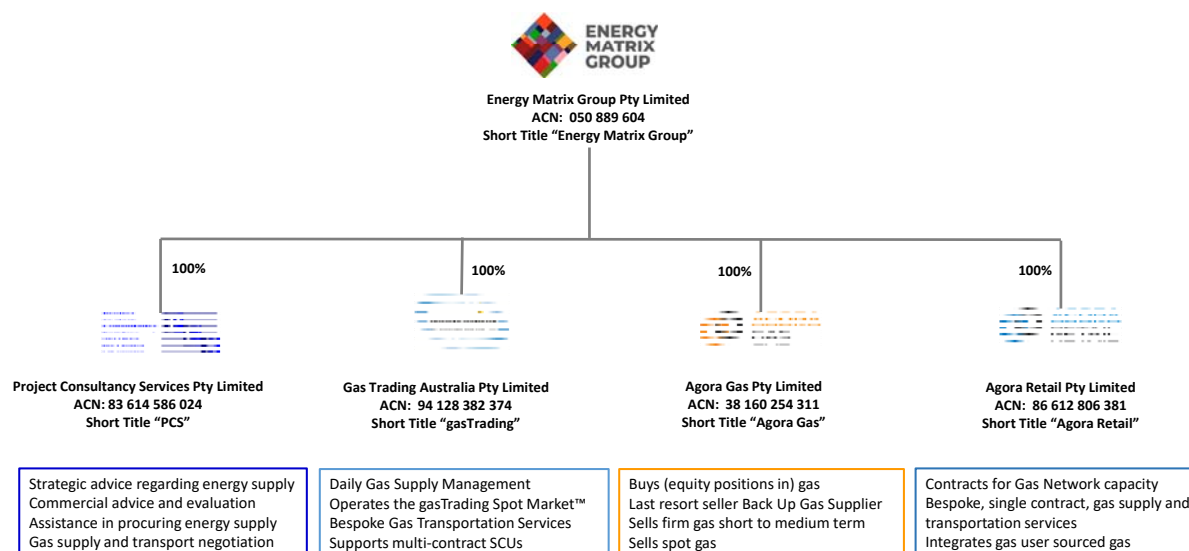 ENERGY
MATRIX
GROUP
Energy Matrix Group Pty Limited
ACN: 050 889 604
Short Title “Energy Matrix Group”
100%
100%
100%
100%
Project Consultancy Services Pty Limited
ACN: 83 614 586 024
Short Title “PCS”
Gas Trading Australia Pty Limited
ACN: 94 128 382 374
Short Title “gasTrading”
Agora Gas Pty Limited
ACN: 38 160 254 311
Short Title “Agora Gas”
Agora Retail Pty Limited
ACN: 86 612 806 381
Short Title “Agora Retail”
Strategic advice regarding energy supply
Commercial advice and evaluation
Assistance in procuring energy supply
Gas supply and transport negotiation
Daily Gas Supply Management
Operates the gasTrading Spot Market™
Bespoke Gas Transportation Services
Supports multi-contract SCUs
Buys (equity positions in) gas
Last resort seller Back Up Gas Supplier
Sells firm gas short to medium term
Sells spot gas
Contracts for Gas Network capacity
Bespoke, single contract, gas supply and
transportation services
Integrates gas user sourced gas